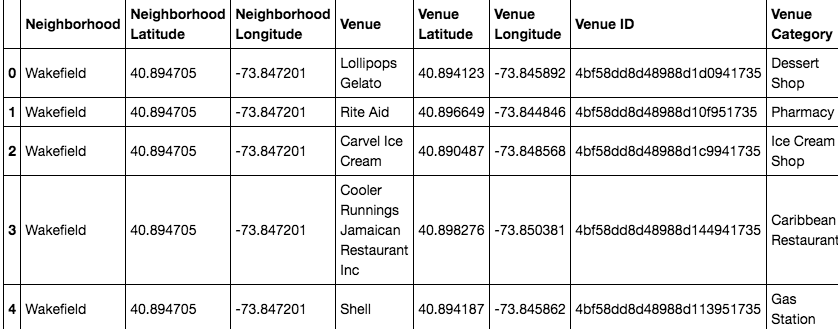 Neighborhood Neighborhood Latitude Neighborhood Longitude Venue Venue Latitude Venue Longitude Venue ID Venue Category
0 Wakefield 40.894705 -73.847201 Lollipops Gelato 40.894123 -73.845892 4bf58dd8d48988d1d0941735 Dessert Shop
1 Wakefield 40.894705 -73.847201 Rite Aid 40.896649 -73.844846 4bf58dd8d48988d10f951735 Pharmacy
2 Wakefield 40.894705 -73.847201 Carvel Ice Cream 40.890487 -73.848568 4bf58dd8d48988d1c9941735 Ice Cream Shop
3 Wakefield 40.894705 -73.847201 Cooler Runnings Jamaican Restaurant Inc 40.898276 -73.850381 4bf58dd8d48988d144941735 Caribbean Restaurant
4 Wakefield 40.894705 -73.847201 Shell 40.894187 -73.845862 4bf58dd8d48988d113951735 Gas Station